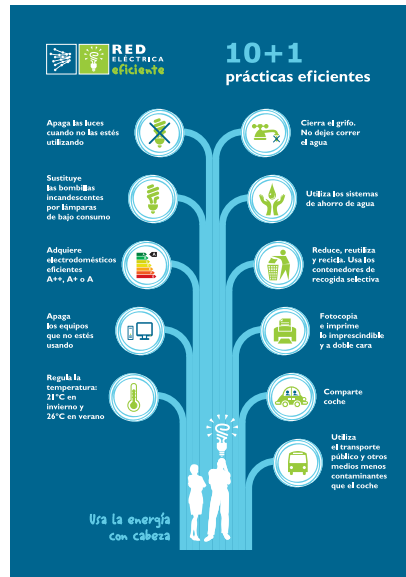 RED
ELÉCTRICA
eficiente
10+1
prácticas eficientes
Apaga las luces
cuando no las estés
utilizando
Cierra el grifo.
No dejes correr
el agua
Sustituye
las bombillas
incandescentes
por lámparas
de bajo consumo
Utiliza los sistemas
de ahorro de agua
Adquiere
electrodomésticos
eficientes
A++, A+ o A
A
Reduce, reutiliza
y recicla. Usa los
contenedores de
recogida selectiva
Apaga
los equipos
que no estés
usando
Fotocopia
e imprime
lo imprescindible
y a doble cara
Regula la
temperatura:
21°C en
invierno y
26°C en verano
Comparte
coche
Utiliza
el transporte
público y otros
medios menos
contaminantes
que el coche
Usa la energía
con cabeza